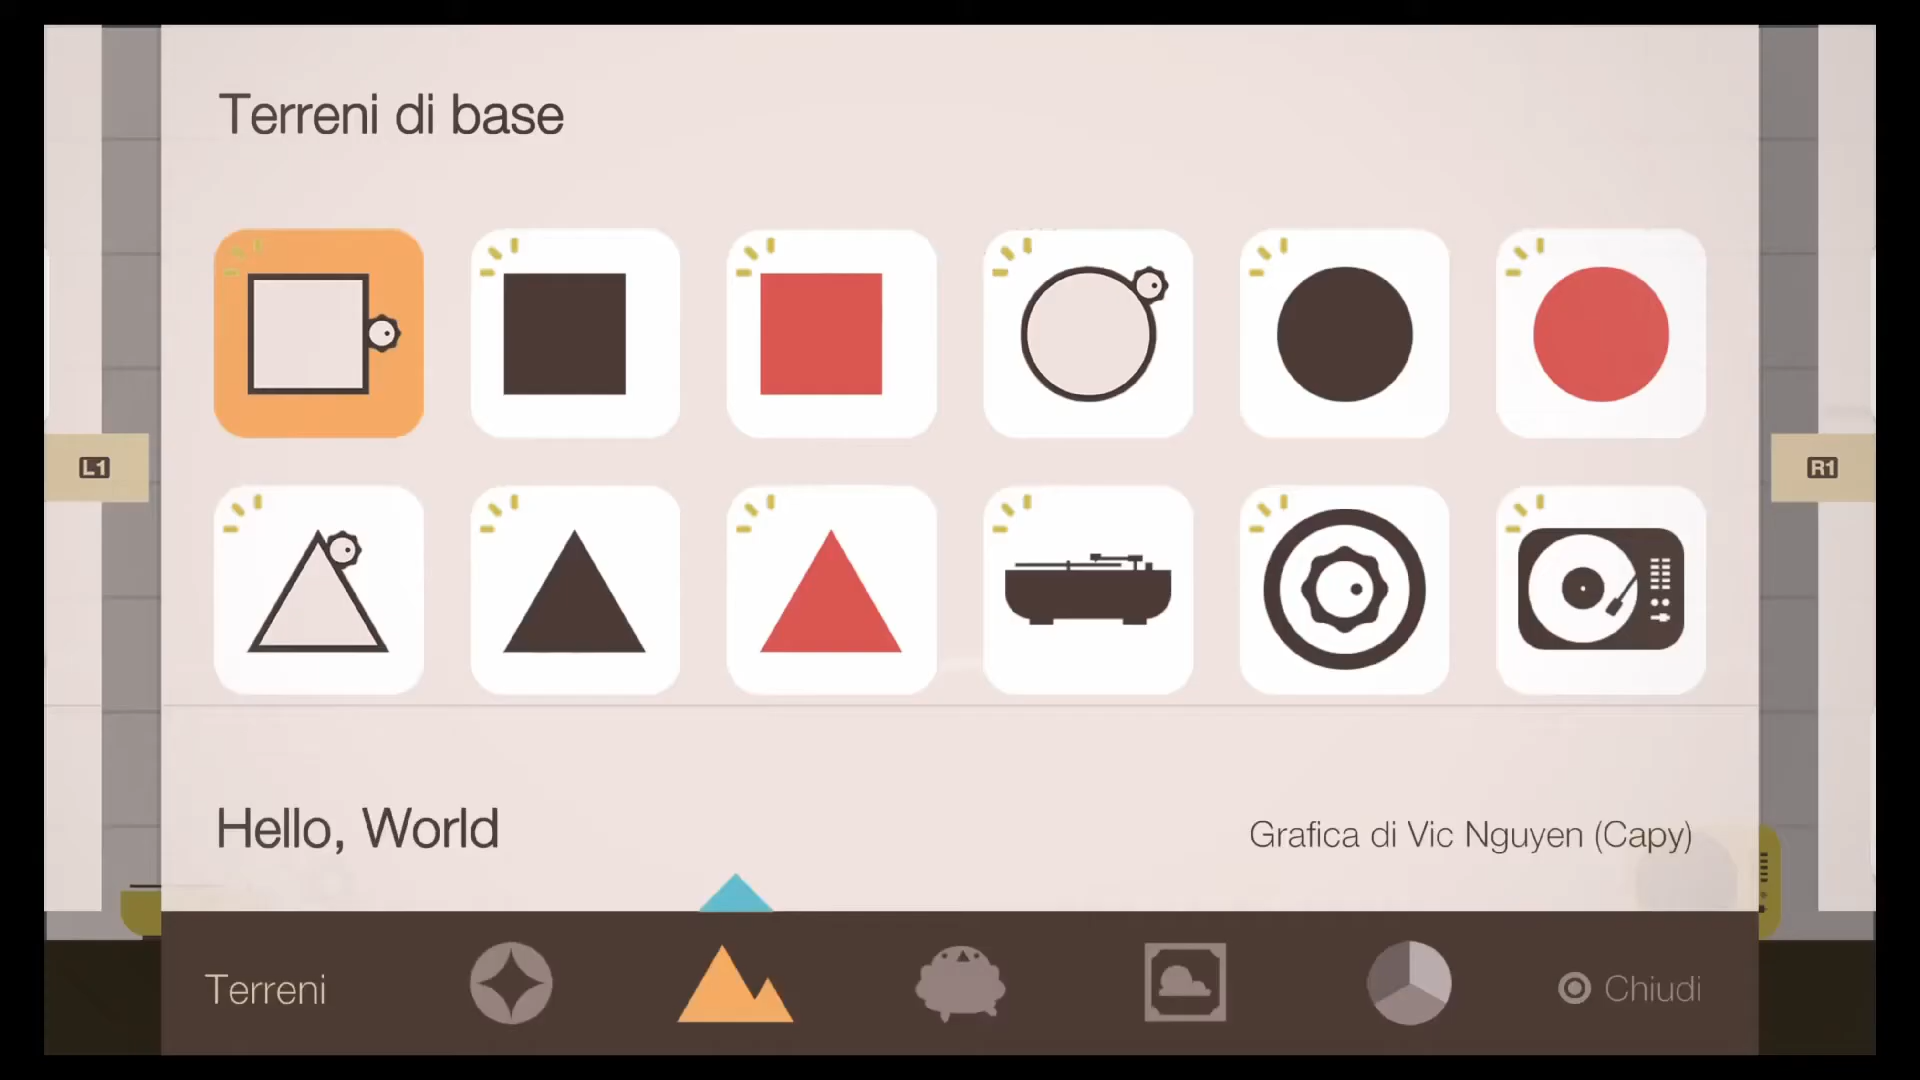 Terreni di base
L1
R1
Hello, World
Grafica di Vic Nguyen (Capy)
Terreni
Chiudi